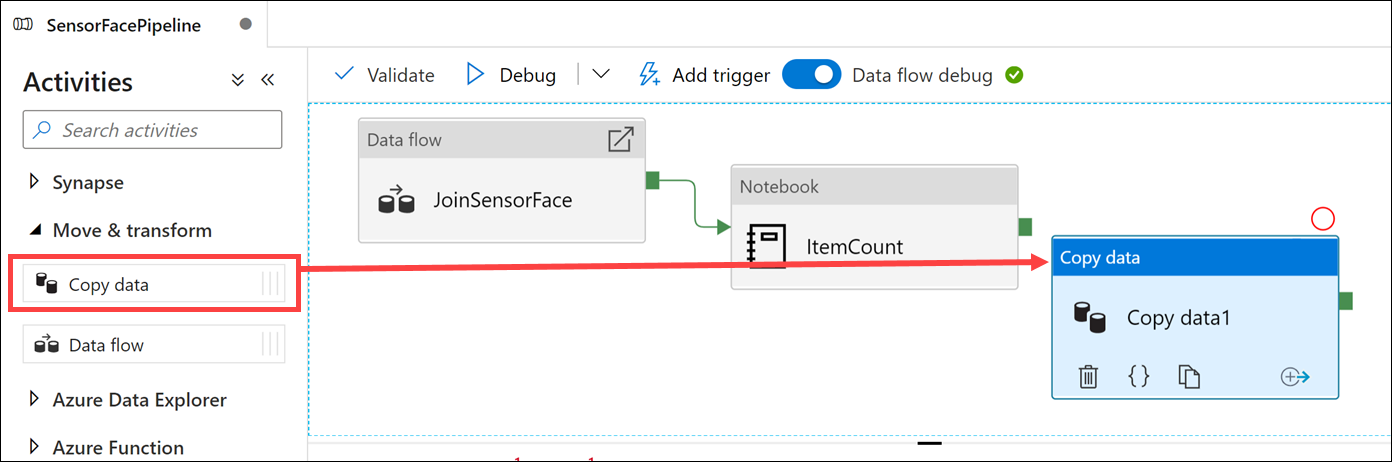 SensorFacePipeline
Activities
Search activities
Synapse
Move & transform
Copy data
Data flow
Azure Data Explorer
Azure Function
Validate
Debug
Add trigger
Data flow debug
Data flow
JoinSensorFace
Notebook
ItemCount
Copy data
Copy data1
{}